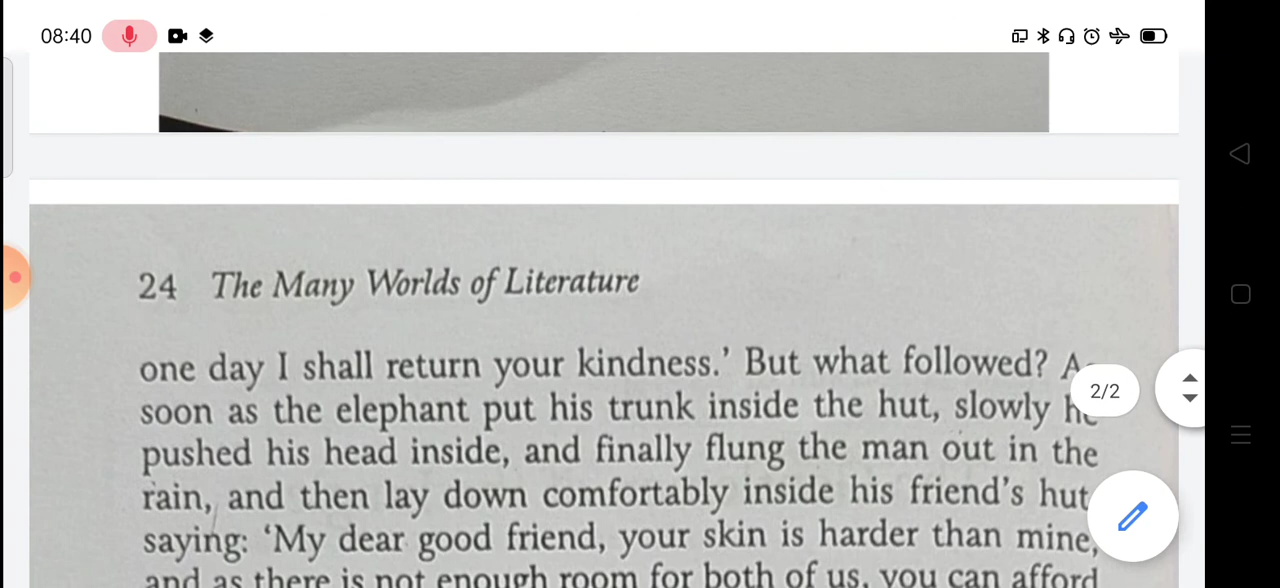 08:40
24 The Many Worlds of Literature
one day I shall return your kindness.' But what followed?
soon as the elephant put his trunk inside the hut, slowly
2/2
pushed his head inside, and finally flung the man out in the
rain, and then lay down comfortably inside his friend's hut
saying: 'My dear good friend, your skin is harder than mine,
and as there is not enough room for both of us, you can afford